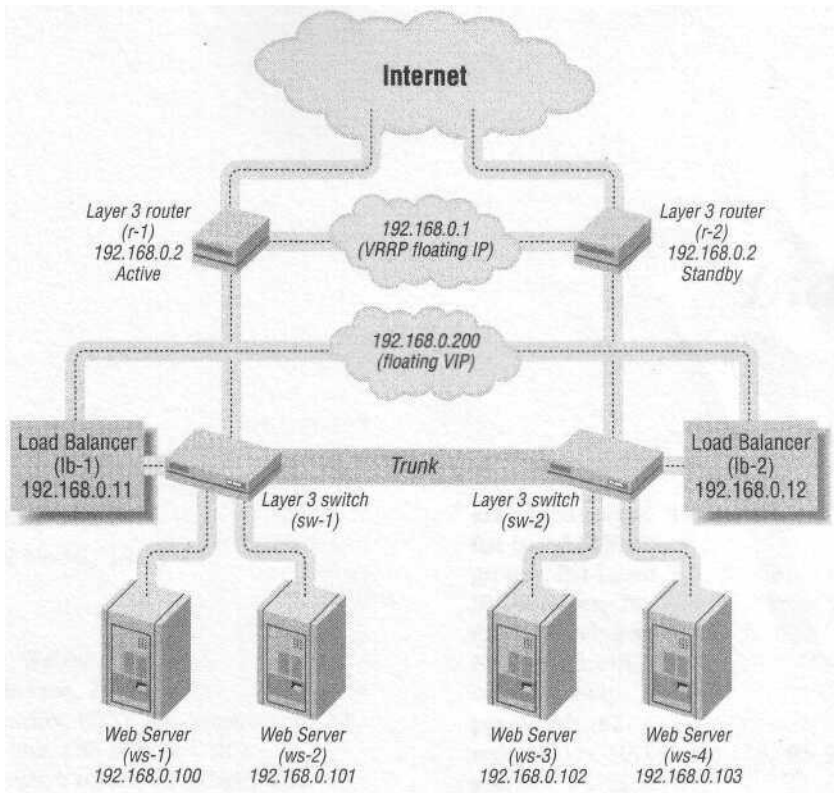 Internet
Layer 3 router
(r-1)
192.168.0.2
Active
192.168.0.1
(VRRP floating IP)
Layer 3 router
(r-2)
192.168.0.2
Standby
192.168.0.200
(floating VIP)
Load Balancer
(lb-1)
192.168.0.11
Trunk
Load Balancer
(lb-2)
192.168.0.12
Layer 3 switch
(sw-1)
Layer 3 switch
(sw-2)
Web Server
(ws-1)
192.168.0.100
Web Server
(ws-2)
192.168.0.101
Web Server
(ws-3)
192.168.0.102
Web Server
(ws-4)
192.168.0.103